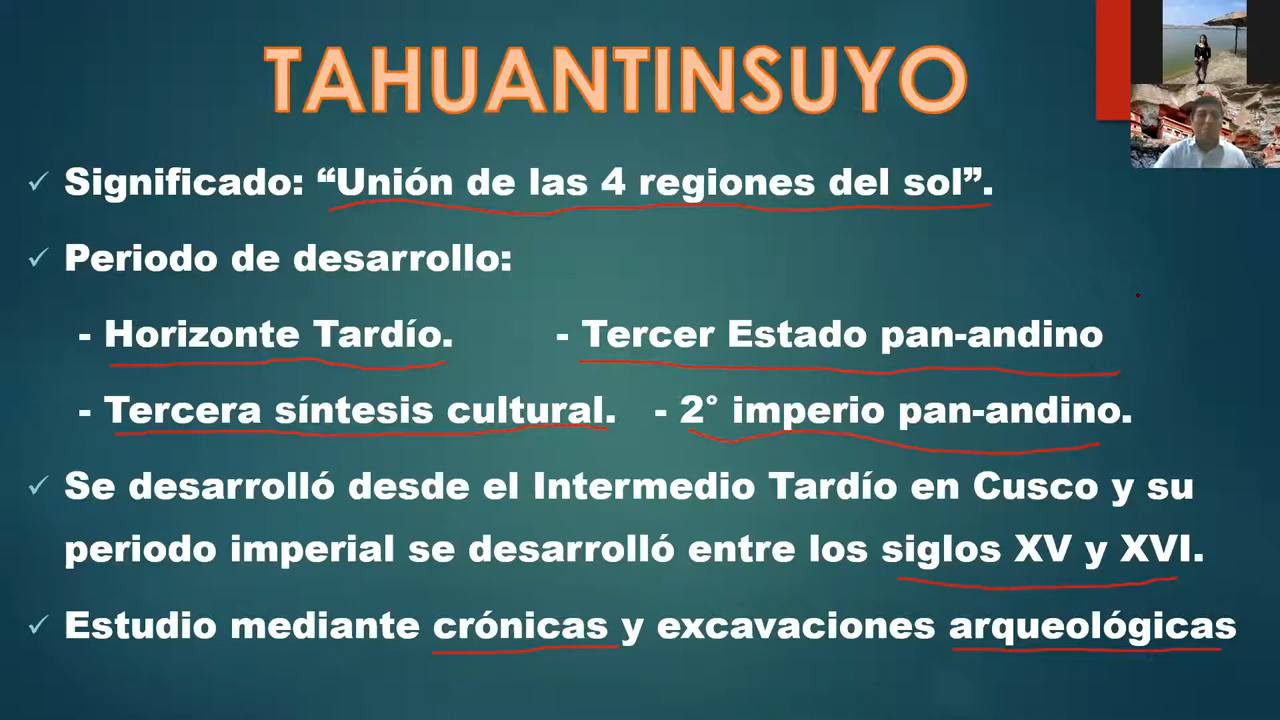 TAHUANTINSUYO
Significado: “Unión de las 4 regiones del sol”.
Periodo de desarrollo:
- Horizonte Tardío. - Tercer Estado pan-andino
- Tercera síntesis cultural. - 2° imperio pan-andino.
Se desarrolló desde el Intermedio Tardío en Cusco y su
periodo imperial se desarrolló entre los siglos XV y XVI.
Estudio mediante crónicas y excavaciones arqueológicas